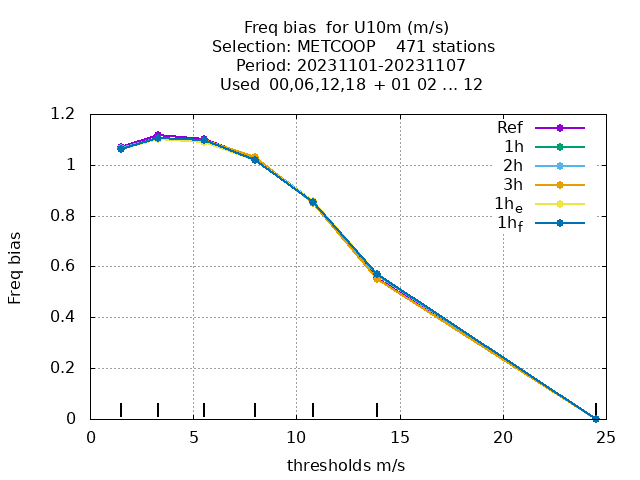 Freq bias for U10m (m/s)
Selection: METCOOP 471 stations
Period: 20231101-20231107
Used 00,06,12,18 + 01 02 ... 12
Ref
1h
2h
3h
1he
1hf
Freq bias
1.2
1
0.8
0.6
0.4
0.2
0
0 5 10 15 20 25
thresholds m/s